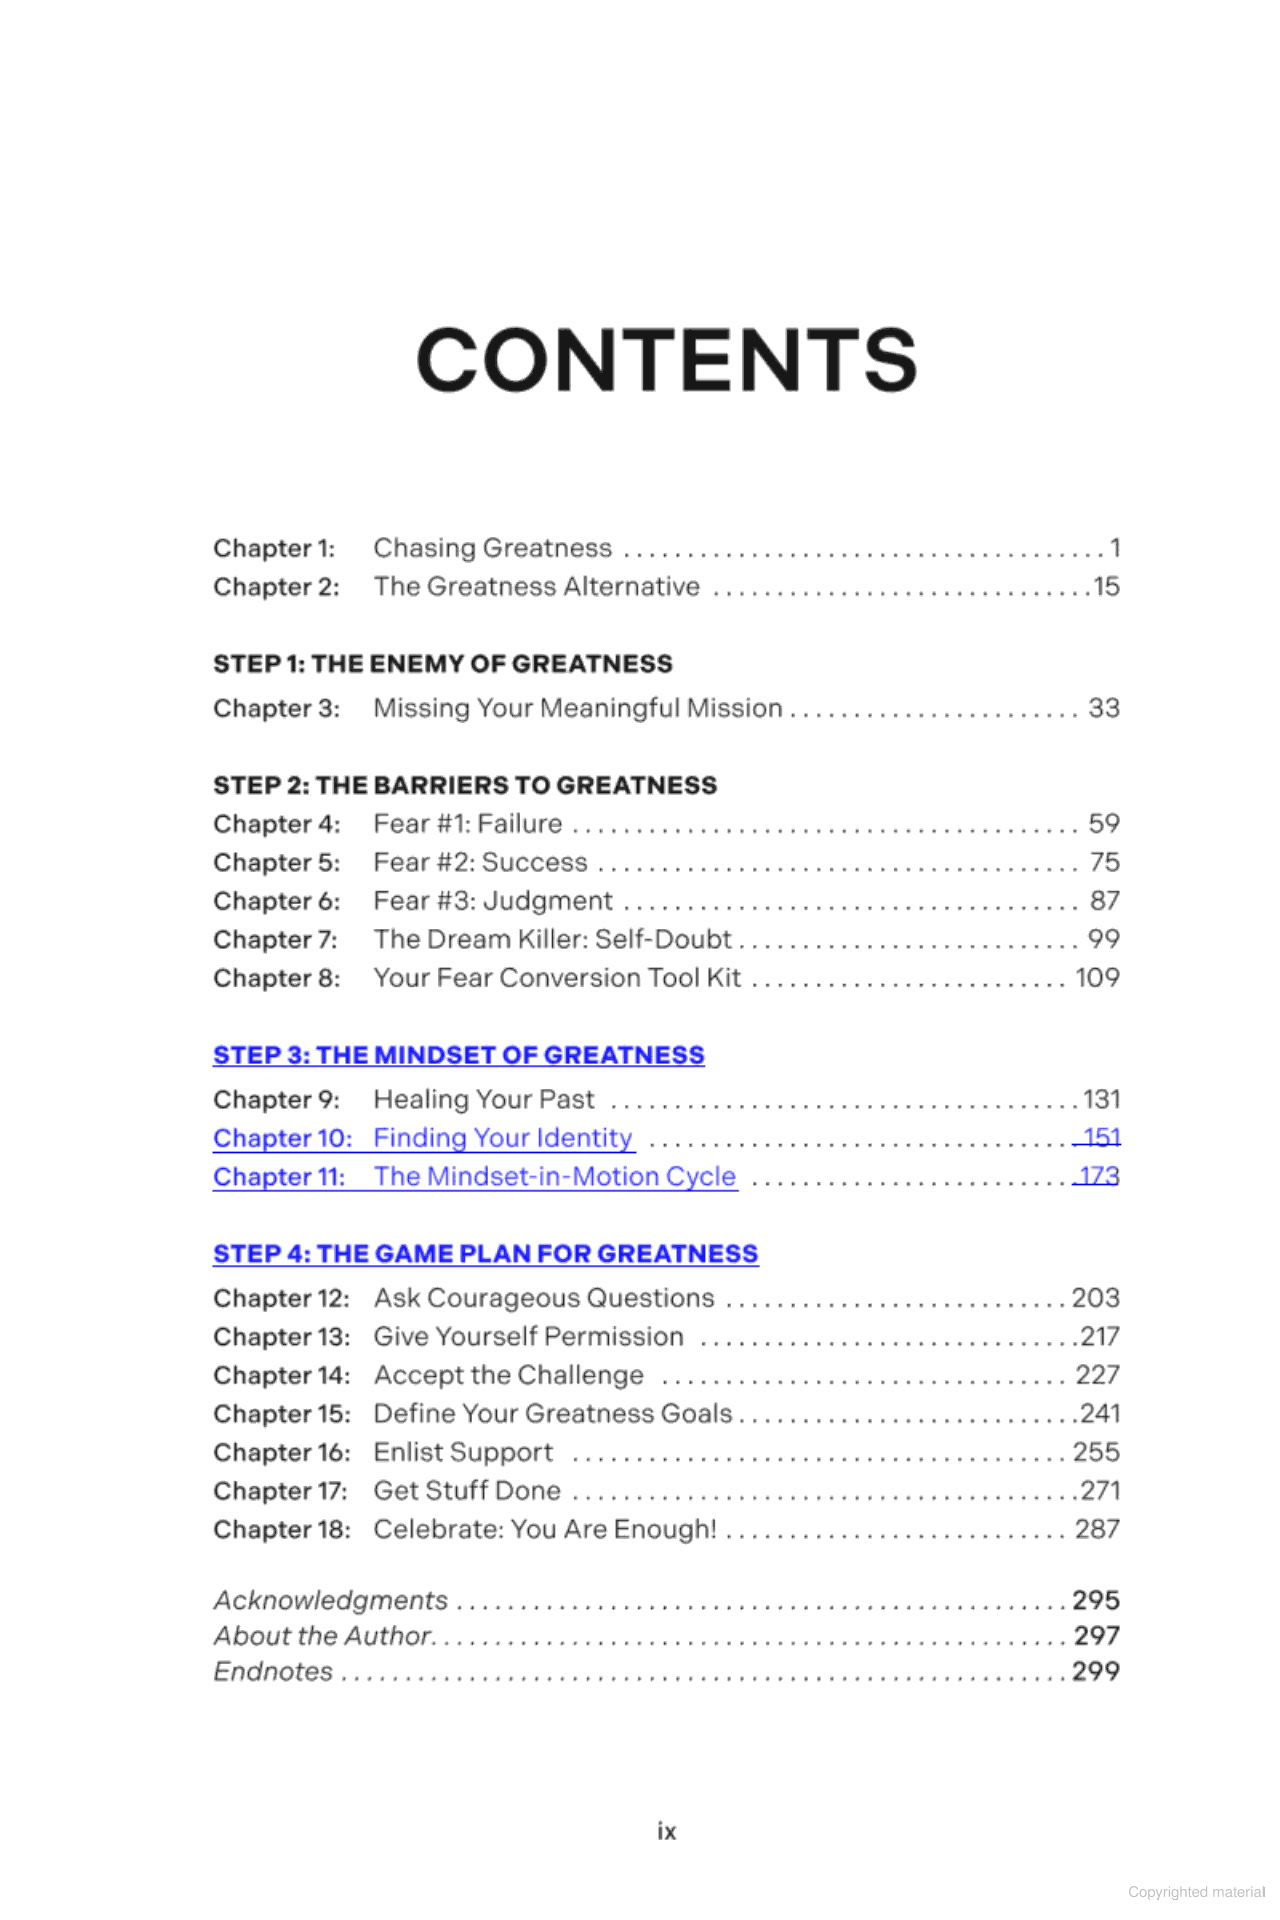 CONTENTS
Chapter 1: Chasing Greatness ..................................... 1
Chapter 2: The Greatness Alternative ..............................15
STEP 1: THE ENEMY OF GREATNESS
Chapter 3: Missing Your Meaningful Mission ....................... 33
STEP 2: THE BARRIERS TO GREATNESS
Chapter 4: Fear #1: Failure ........................................ 59
Chapter 5: Fear #2: Success ...................................... 75
Chapter 6: Fear #3: Judgment .................................... 87
Chapter 7: The Dream Killer: Self-Doubt ........................... 99
Chapter 8: Your Fear Conversion Tool Kit ......................... 109
STEP 3: THE MINDSET OF GREATNESS
Chapter 9: Healing Your Past .....................................131
Chapter 10: Finding Your Identity ..................................151
Chapter 11: The Mindset-in-Motion Cycle ..........................173
STEP 4: THE GAME PLAN FOR GREATNESS
Chapter 12: Ask Courageous Questions ...........................203
Chapter 13: Give Yourself Permission ..............................217
Chapter 14: Accept the Challenge ................................ 227
Chapter 15: Define Your Greatness Goals ...........................241
Chapter 16: Enlist Support .......................................255
Chapter 17: Get Stuff Done ........................................271
Chapter 18: Celebrate: You Are Enough! ........................... 287
Acknowledgments ................................................295
About the Author.................................................. 297
Endnotes .........................................................299
ix
Copyrighted material